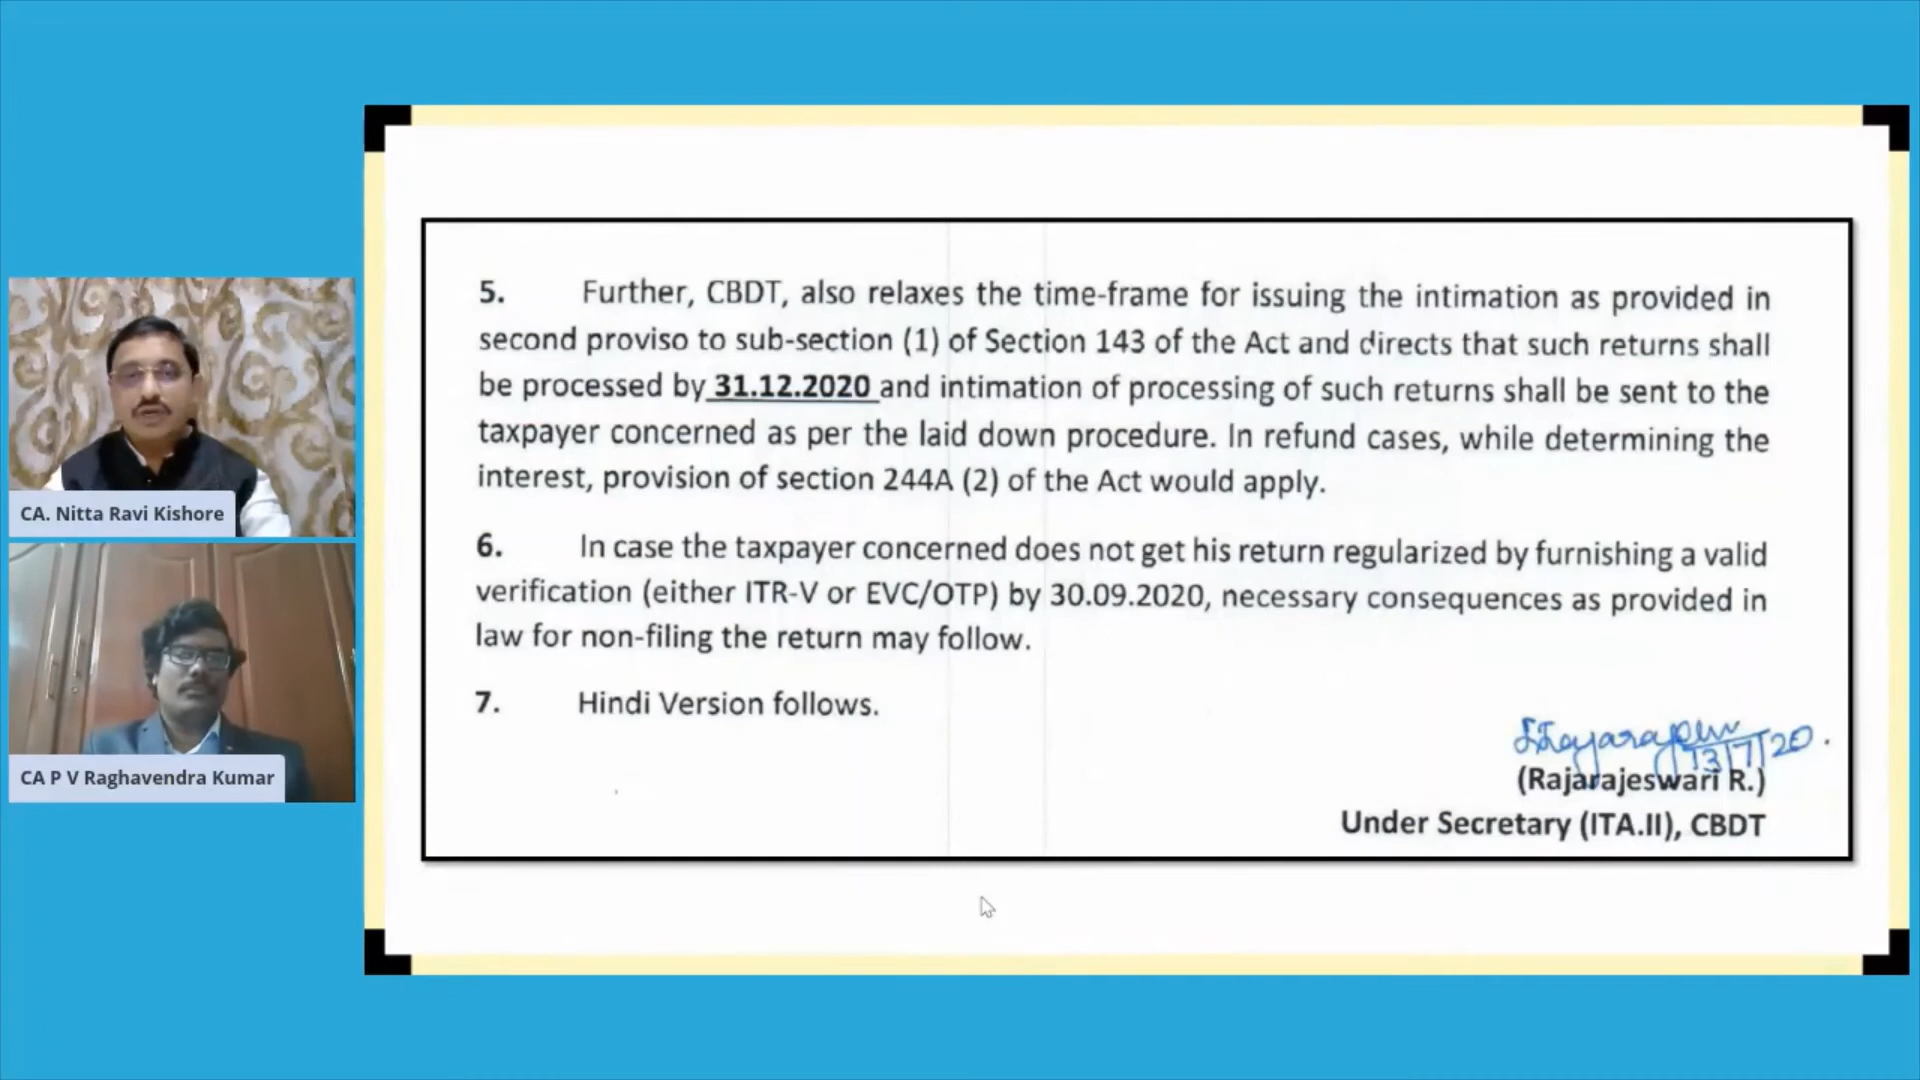 CA. Nitta Ravi Kishore
CA P V Raghavendra Kumar
5. Further, CBDT, also relaxes the time-frame for issuing the intimation as provided in
second proviso to sub-section (1) of Section 143 of the Act and directs that such returns shall
be processed by 31.12.2020 and intimation of processing of such returns shall be sent to the
taxpayer concerned as per the laid down procedure. In refund cases, while determining the
interest, provision of section 244A (2) of the Act would apply.
6. In case the taxpayer concerned does not get his return regularized by furnishing a valid
verification (either ITR-V or EVC/OTP) by 30.09.2020, necessary consequences as provided in
law for non-filing the return may follow.
7. Hindi Version follows.
13/7/20.
(Rajarajeswari R.)
Under Secretary (ITA.II), CBDT